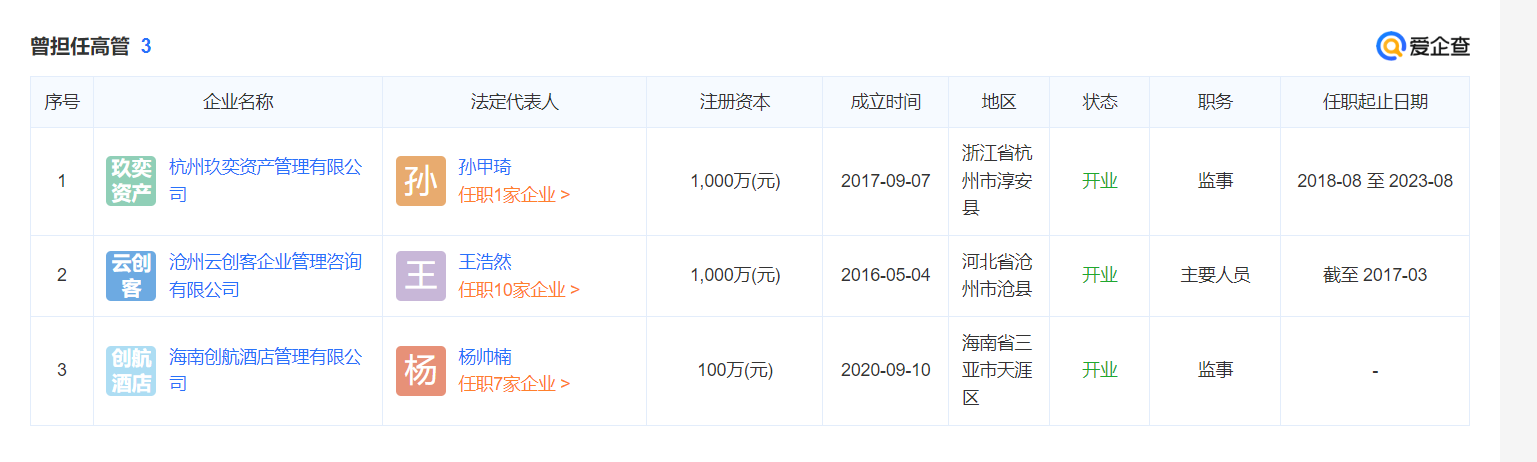 曾担任高管 3
爱企查
序号 企业名称 法定代表人 注册资本 成立时间 地区 状态 职务 任职起止日期
1
玖奕
资产
杭州玖奕资产管理有限公
司
孙
孙甲琦
任职1家企业 >
1,000万(元)
2017-09-07
浙江省杭
州市淳安
县
开业
监事
2018-08 至 2023-08
2
云创
客
沧州云创客企业管理咨询
有限公司
王
王浩然
任职10家企业 >
1,000万(元)
2016-05-04
河北省沧
州市沧县
开业
主要人员
截至 2017-03
3
创航
酒店
海南创航酒店管理有限公
司
杨
杨帅楠
任职7家企业 >
100万(元)
2020-09-10
海南省三
亚市天涯
区
开业
监事
-